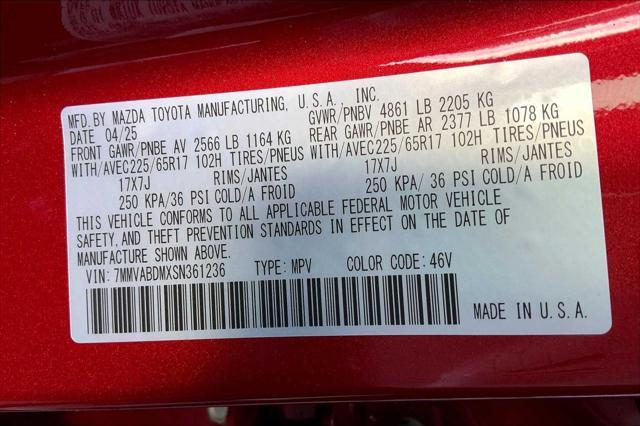 MFD. BY MAZDA TOYOTA MANUFACTURING, U.S.A. INC.
DATE 04/25 GVWR/PNBV 4861 LB 2205 KG
FRONT GAWR/PNBE AV 2566 LB 1164 KG REAR GAWR/PNBE AR 2377 LB 1078 KG
WITH/AVEC225/65R17 102H TIRES/PNEUS WITH/AVEC225/65R17 102H TIRES/PNEUS
17X7J RIMS/JANTES 17X7J RIMS/JANTES
250 KPA/36 PSI COLD/A FROID 250 KPA/ 36 PSI COLD/A FROID
THIS VEHICLE CONFORMS TO ALL APPLICABLE FEDERAL MOTOR VEHICLE
SAFETY, AND THEFT PREVENTION STANDARDS IN EFFECT ON THE DATE OF
MANUFACTURE SHOWN ABOVE.
VIN: 7MMVABDMXSN361236 TYPE: MPV COLOR CODE: 46V
MADE IN U.S.A.